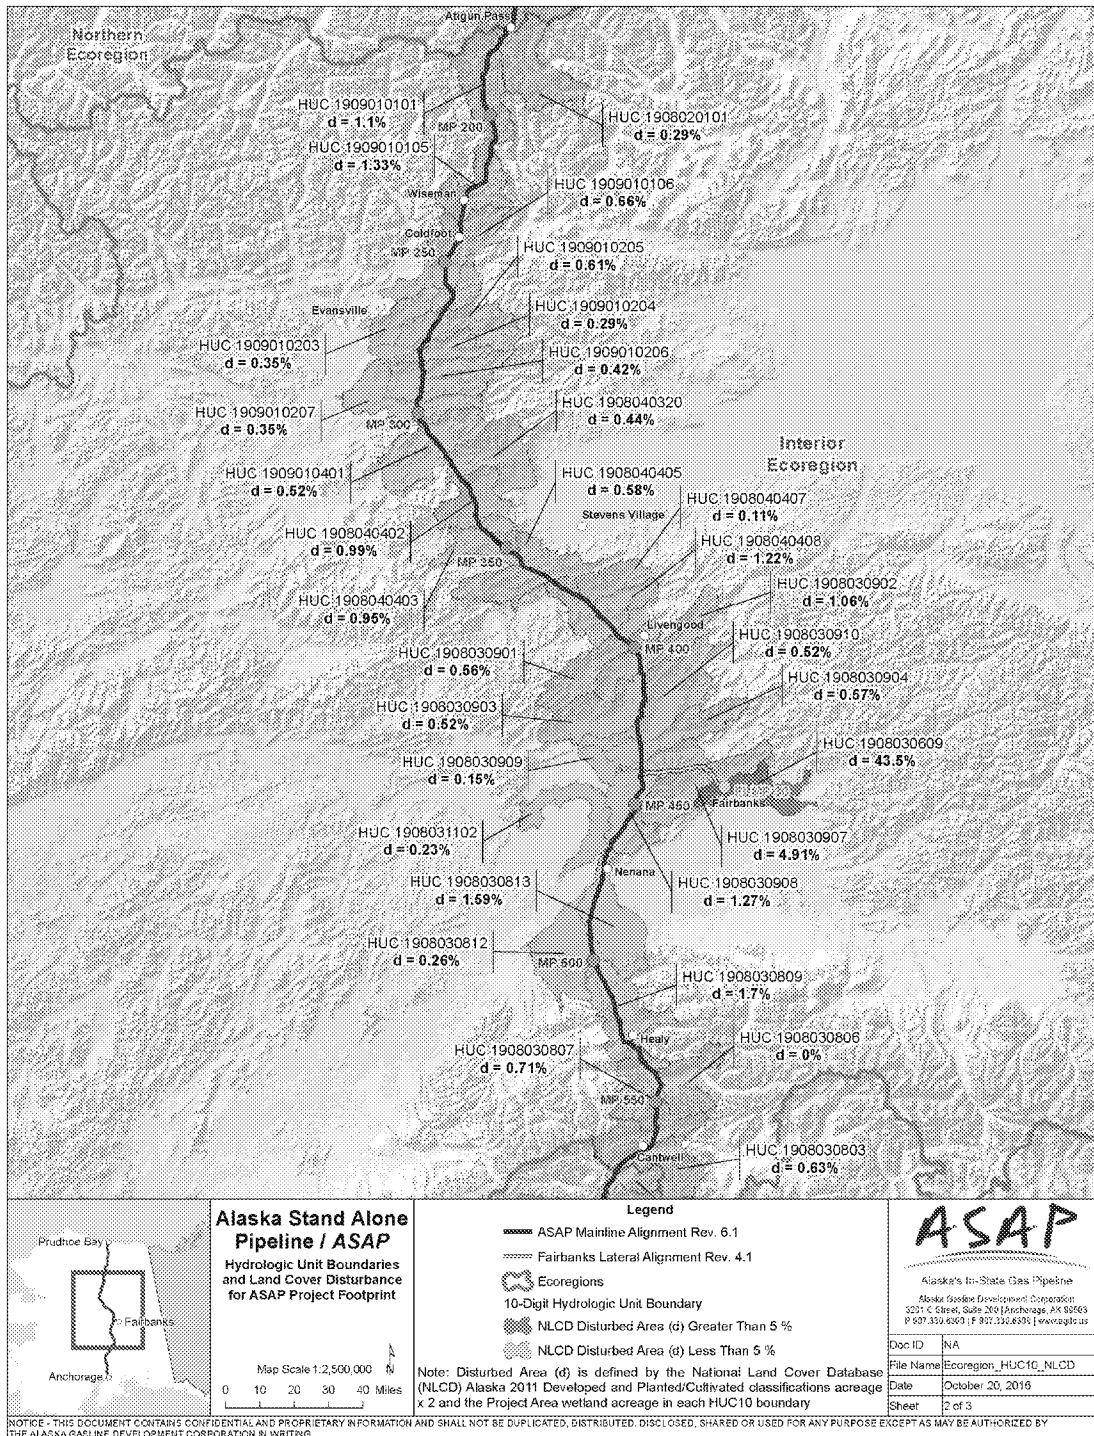 Atigun Pass
Northern
Ecoregion
HUC 1909010101
d = 1.1%
MP 200
HUC 1908020101
d = 0.29%
HUC 1909010105
d = 1.33%
Wiseman
HUC 1909010106
d = 0.66%
Coldfoot
MP 250
HUC 1909010205
d = 0.61%
Evansville
HUC 1909010204
d = 0.29%
HUC 1909010203
d = 0.35%
HUC 1909010206
d = 0.42%
HUC 1909010207
d = 0.35%
MP 300
HUC 1908040320
d = 0.44%
Interior
Ecoregion
HUC 1909010401
d = 0.52%
HUC 1908040405
d = 0.58%
Stevens Village
HUC 1908040407
d = 0.11%
HUC 1908040402
d = 0.99%
HUC 1908040408
d = 1.22%
MP 350
HUC 1908040403
d = 0.95%
HUC 1908030902
d = 1.06%
Livengood
MP 400
HUC 1908030910
d = 0.52%
HUC 1908030901
d = 0.56%
HUC 1908030904
d = 0.57%
HUC 1908030903
d = 0.52%
HUC 1908030609
d = 43.5%
HUC 1908030909
d = 0.15%
MP 450
Fairbanks
HUC 1908031102
d = 0.23%
HUC 1908030907
d = 4.91%
Nenana
HUC 1908030813
d = 1.59%
HUC 1908030908
d = 1.27%
HUC 1908030812
d = 0.26%
MP 500
HUC 1908030809
d = 1.7%
Healy
HUC 1908030806
d = 0%
HUC 1908030807
d = 0.71%
MP 550
Cantwell
HUC 1908030803
d = 0.63%
Prudhoe Bay
Fairbanks
Anchorage
Alaska Stand Alone
Pipeline / ASAP
Hydrologic Unit Boundaries
and Land Cover Disturbance
for ASAP Project Footprint
N
Map Scale 1:2,500,000
0 10 20 30 40 Miles
Legend
ASAP Mainline Alignment Rev. 6.1
Fairbanks Lateral Alignment Rev. 4.1
Ecoregions
10-Digit Hydrologic Unit Boundary
NLCD Disturbed Area (d) Greater Than 5 %
NLCD Disturbed Area (d) Less Than 5 %
Note: Disturbed Area (d) is defined by the National Land Cover Database
(NLCD) Alaska 2011 Developed and Planted/Cultivated classifications acreage
x 2 and the Project Area wetland acreage in each HUC10 boundary
ASAP
Alaska's In-State Gas Pipeline
Alaska Gasline Development Corporation
3201 C Street, Suite 200 | Anchorage, AK 99503
P 907.330.6300 | F 907.330.6309 | www.agdc.us
Doc ID NA
File Name Ecoregion_HUC10_NLCD
Date October 20, 2016
Sheet 2 of 3
NOTICE - THIS DOCUMENT CONTAINS CONFIDENTIAL AND PROPRIETARY INFORMATION AND SHALL NOT BE DUPLICATED, DISTRIBUTED, DISCLOSED, SHARED OR USED FOR ANY PURPOSE EXCEPT AS MAY BE AUTHORIZED BY
THE ALASKA GASLINE DEVELOPMENT CORPORATION IN WRITING